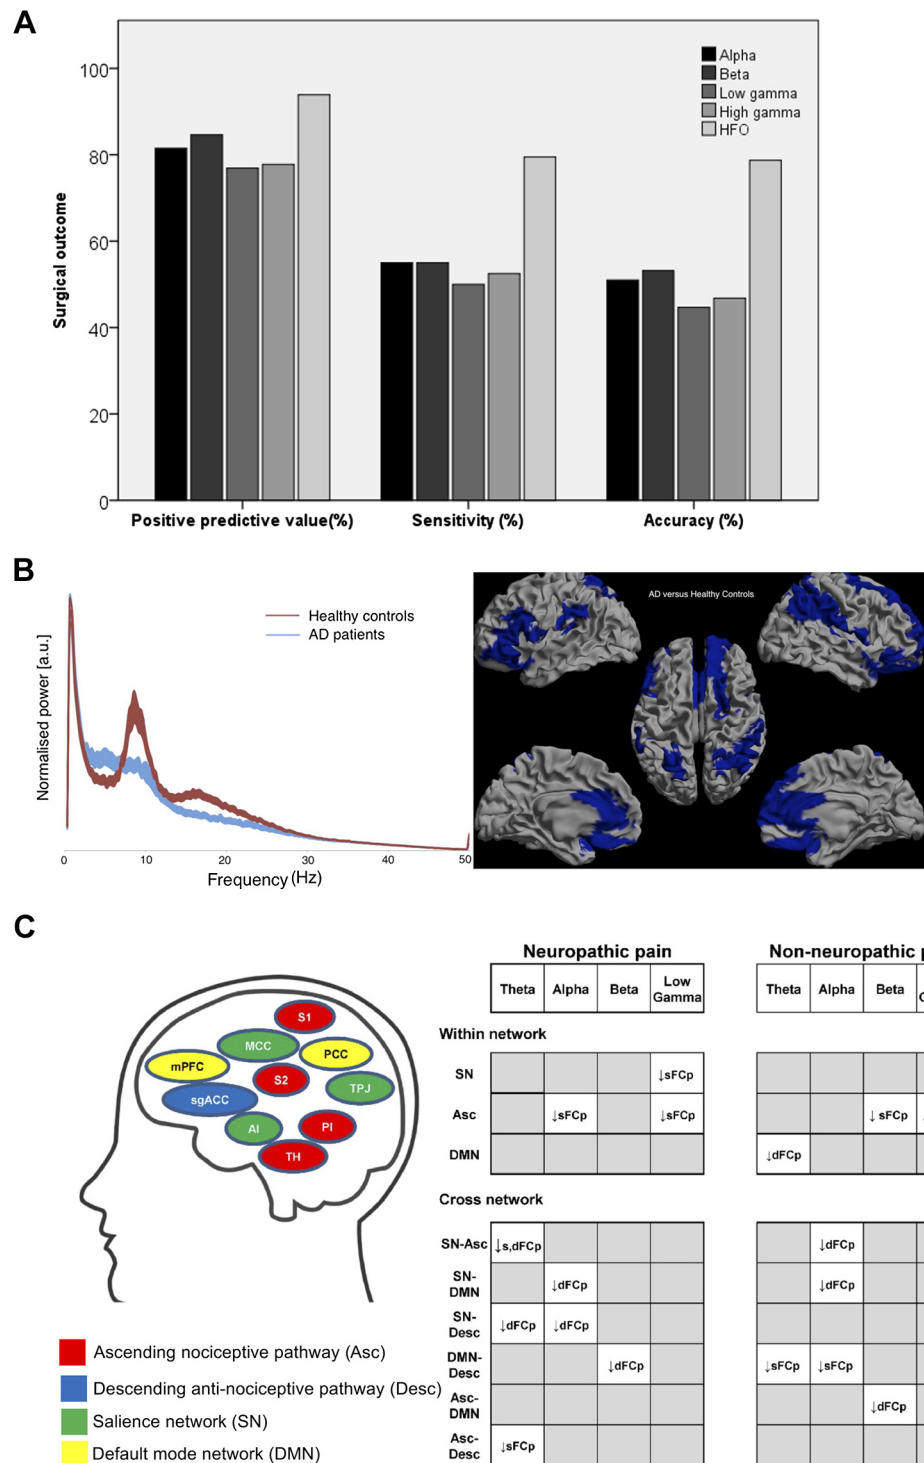 A
100
80
60
40
20
0
Surgical outcome
Alpha
Beta
Low gamma
High gamma
HFO
Positive predictive value(%)
Sensitivity (%)
Accuracy (%)
B
Normalised power [a.u.]
Healthy controls
AD patients
0
10
20
30
40
50
Frequency (Hz)
AD versus Healthy Controls
C
S1
MCC
PCC
mPFC
S2
TPJ
sgACC
AI
PI
TH
Ascending nociceptive pathway (Asc)
Descending anti-nociceptive pathway (Desc)
Salience network (SN)
Default mode network (DMN)
Neuropathic pain
Theta Alpha Beta Low Gamma
Non-neuropathic p
Theta Alpha Beta
Within network
SN ↓sFCp
Asc ↓sFCp ↓sFCp ↓sFCp
DMN ↓dFCp
Cross network
SN-Asc ↓s,dFCp ↓dFCp
SN-DMN ↓dFCp ↓dFCp
SN-Desc ↓dFCp ↓dFCp
DMN-Desc ↓dFCp ↓sFCp ↓sFCp
Asc-DMN ↓dFCp
Asc-Desc ↓sFCp